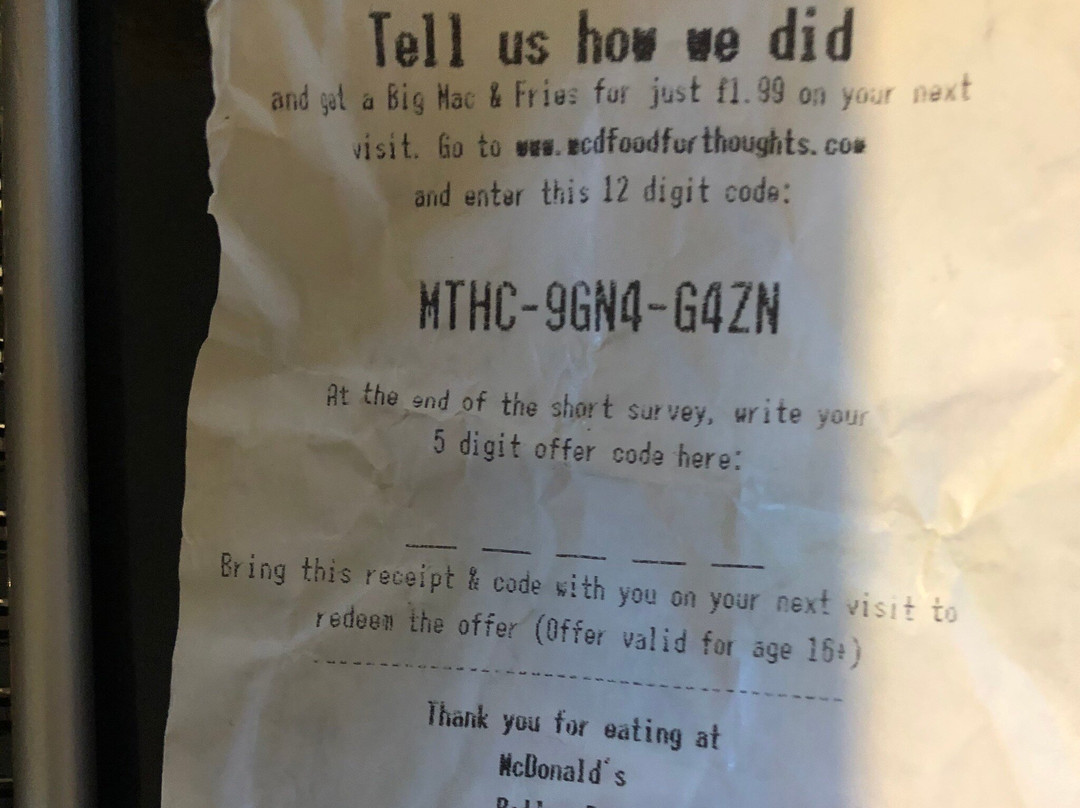 Tell us how we did
and get a Big Mac & Fries for just £1.99 on your next
visit. Go to www.mcdfoodforthoughts.com
and enter this 12 digit code:
MTHC-9GN4-G4ZN
At the end of the short survey, write your
5 digit offer code here:
Bring this receipt & code with you on your next visit to
redeem the offer (Offer valid for age 16+)
Thank you for eating at
McDonald's